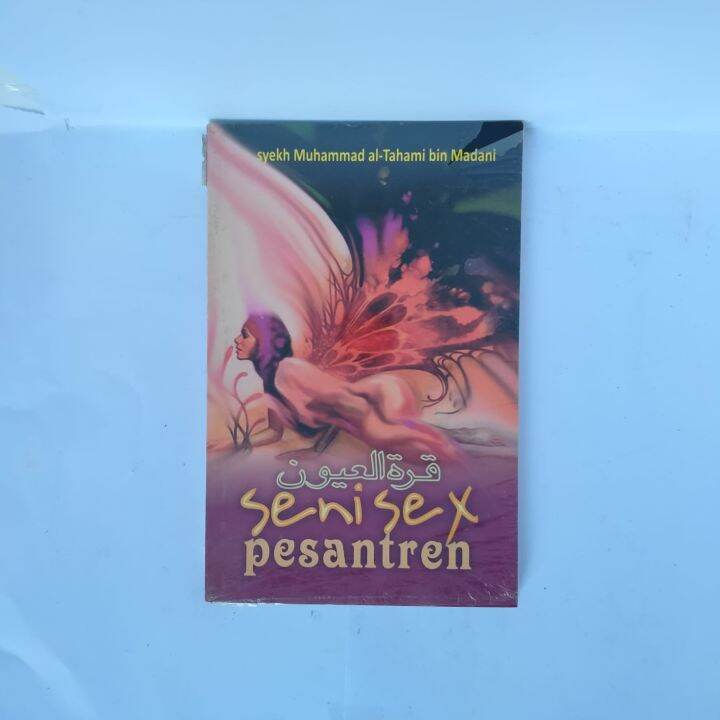 syekh Muhammad al-Tahami bin Madani
قرة العيون
seni sex
pesantren